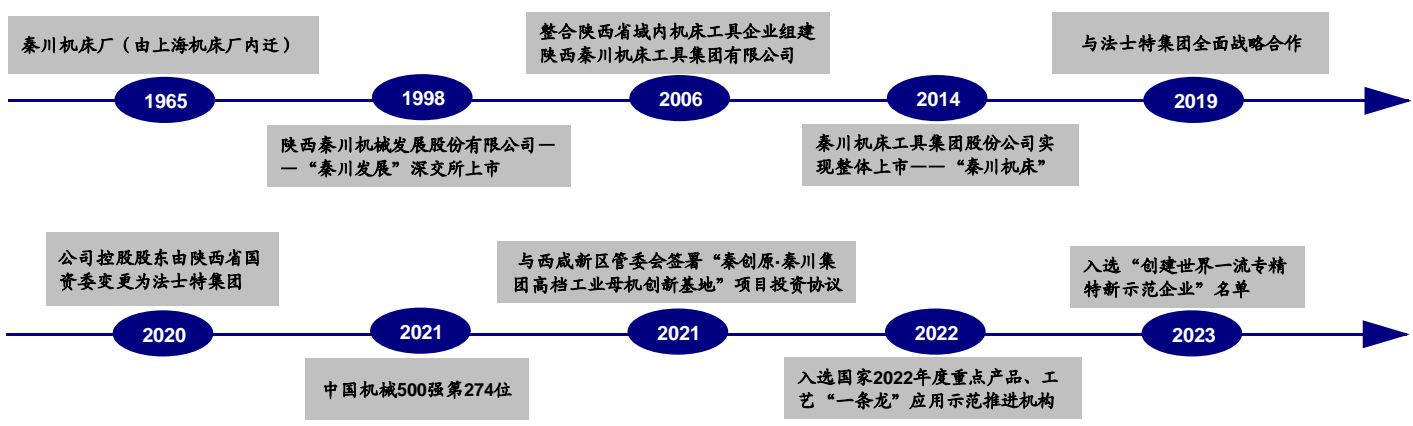 秦川机床厂（由上海机床厂内迁）
整合陕西省域内机床工具企业组建
陕西秦川机床工具集团有限公司
与法士特集团全面战略合作
1965
1998
2006
2014
2019
陕西秦川机械发展股份有限公司—
—“秦川发展”深交所上市
秦川机床工具集团股份公司实
现整体上市——“秦川机床”
公司控股股东由陕西省国
资委变更为法士特集团
与西咸新区管委会签署“秦创原·秦川集
团高档工业母机创新基地”项目投资协议
入选“创建世界一流专精
特新示范企业”名单
2020
2021
2021
2022
2023
中国机械500强第274位
入选国家2022年度重点产品、工
艺“一条龙”应用示范推进机构